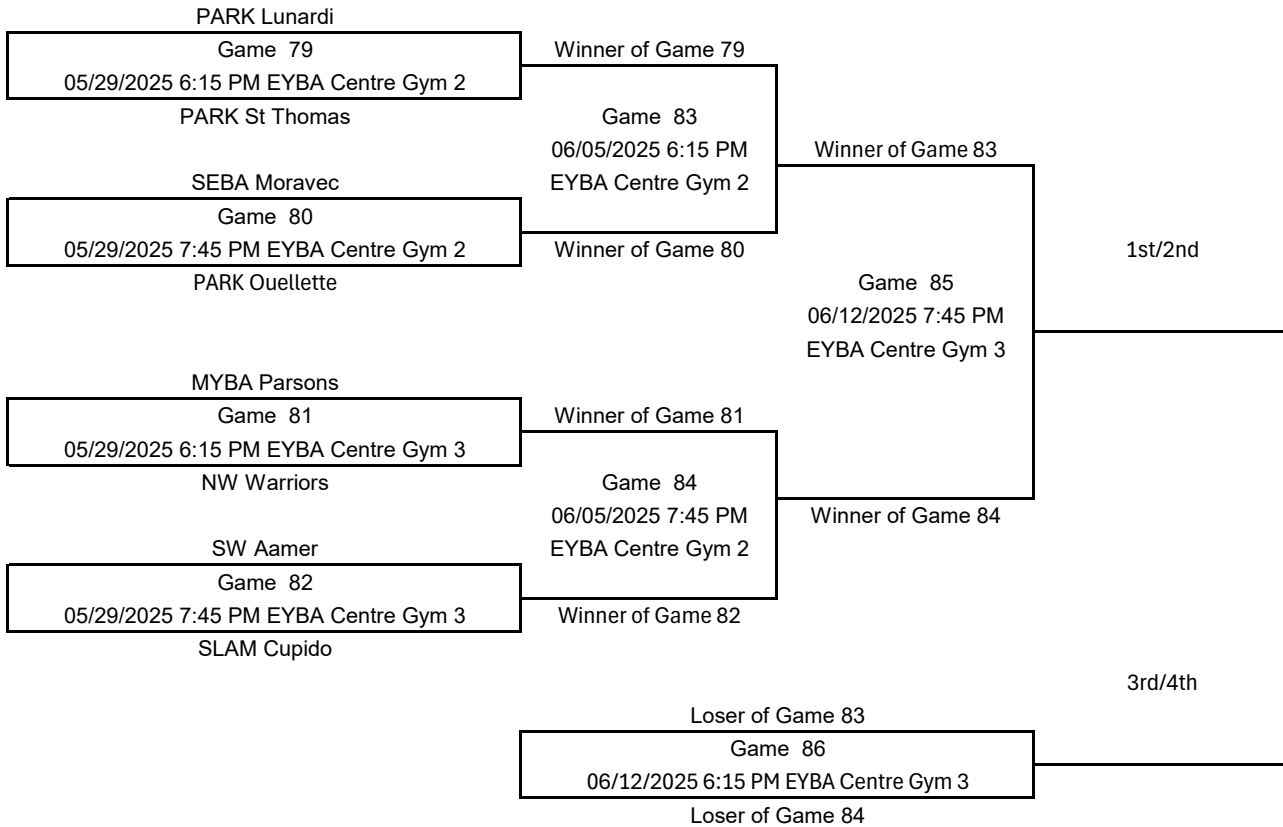 PARK Lunardi
Game 79
05/29/2025 6:15 PM EYBA Centre Gym 2
PARK St Thomas
SEBA Moravec
Game 80
05/29/2025 7:45 PM EYBA Centre Gym 2
PARK Ouellette
MYBA Parsons
Game 81
05/29/2025 6:15 PM EYBA Centre Gym 3
NW Warriors
SW Aamer
Game 82
05/29/2025 7:45 PM EYBA Centre Gym 3
SLAM Cupido
Winner of Game 79
Game 83
06/05/2025 6:15 PM
EYBA Centre Gym 2
Winner of Game 80
Winner of Game 81
Game 84
06/05/2025 7:45 PM
EYBA Centre Gym 2
Winner of Game 82
Winner of Game 83
Game 85
06/12/2025 7:45 PM
EYBA Centre Gym 3
Winner of Game 84
1st/2nd
Loser of Game 83
Game 86
06/12/2025 6:15 PM EYBA Centre Gym 3
Loser of Game 84
3rd/4th